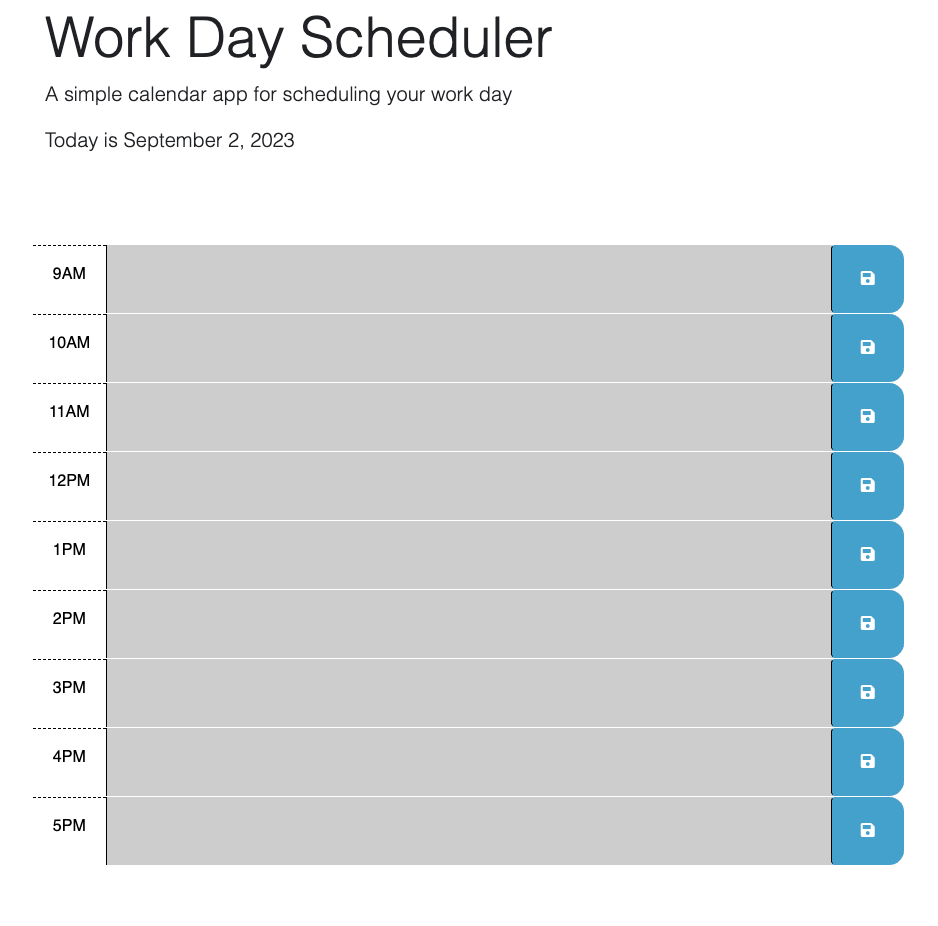 Work Day Scheduler
A simple calendar app for scheduling your work day
Today is September 2, 2023
9AM
10AM
11AM
12PM
1PM
2PM
3PM
4PM
5PM